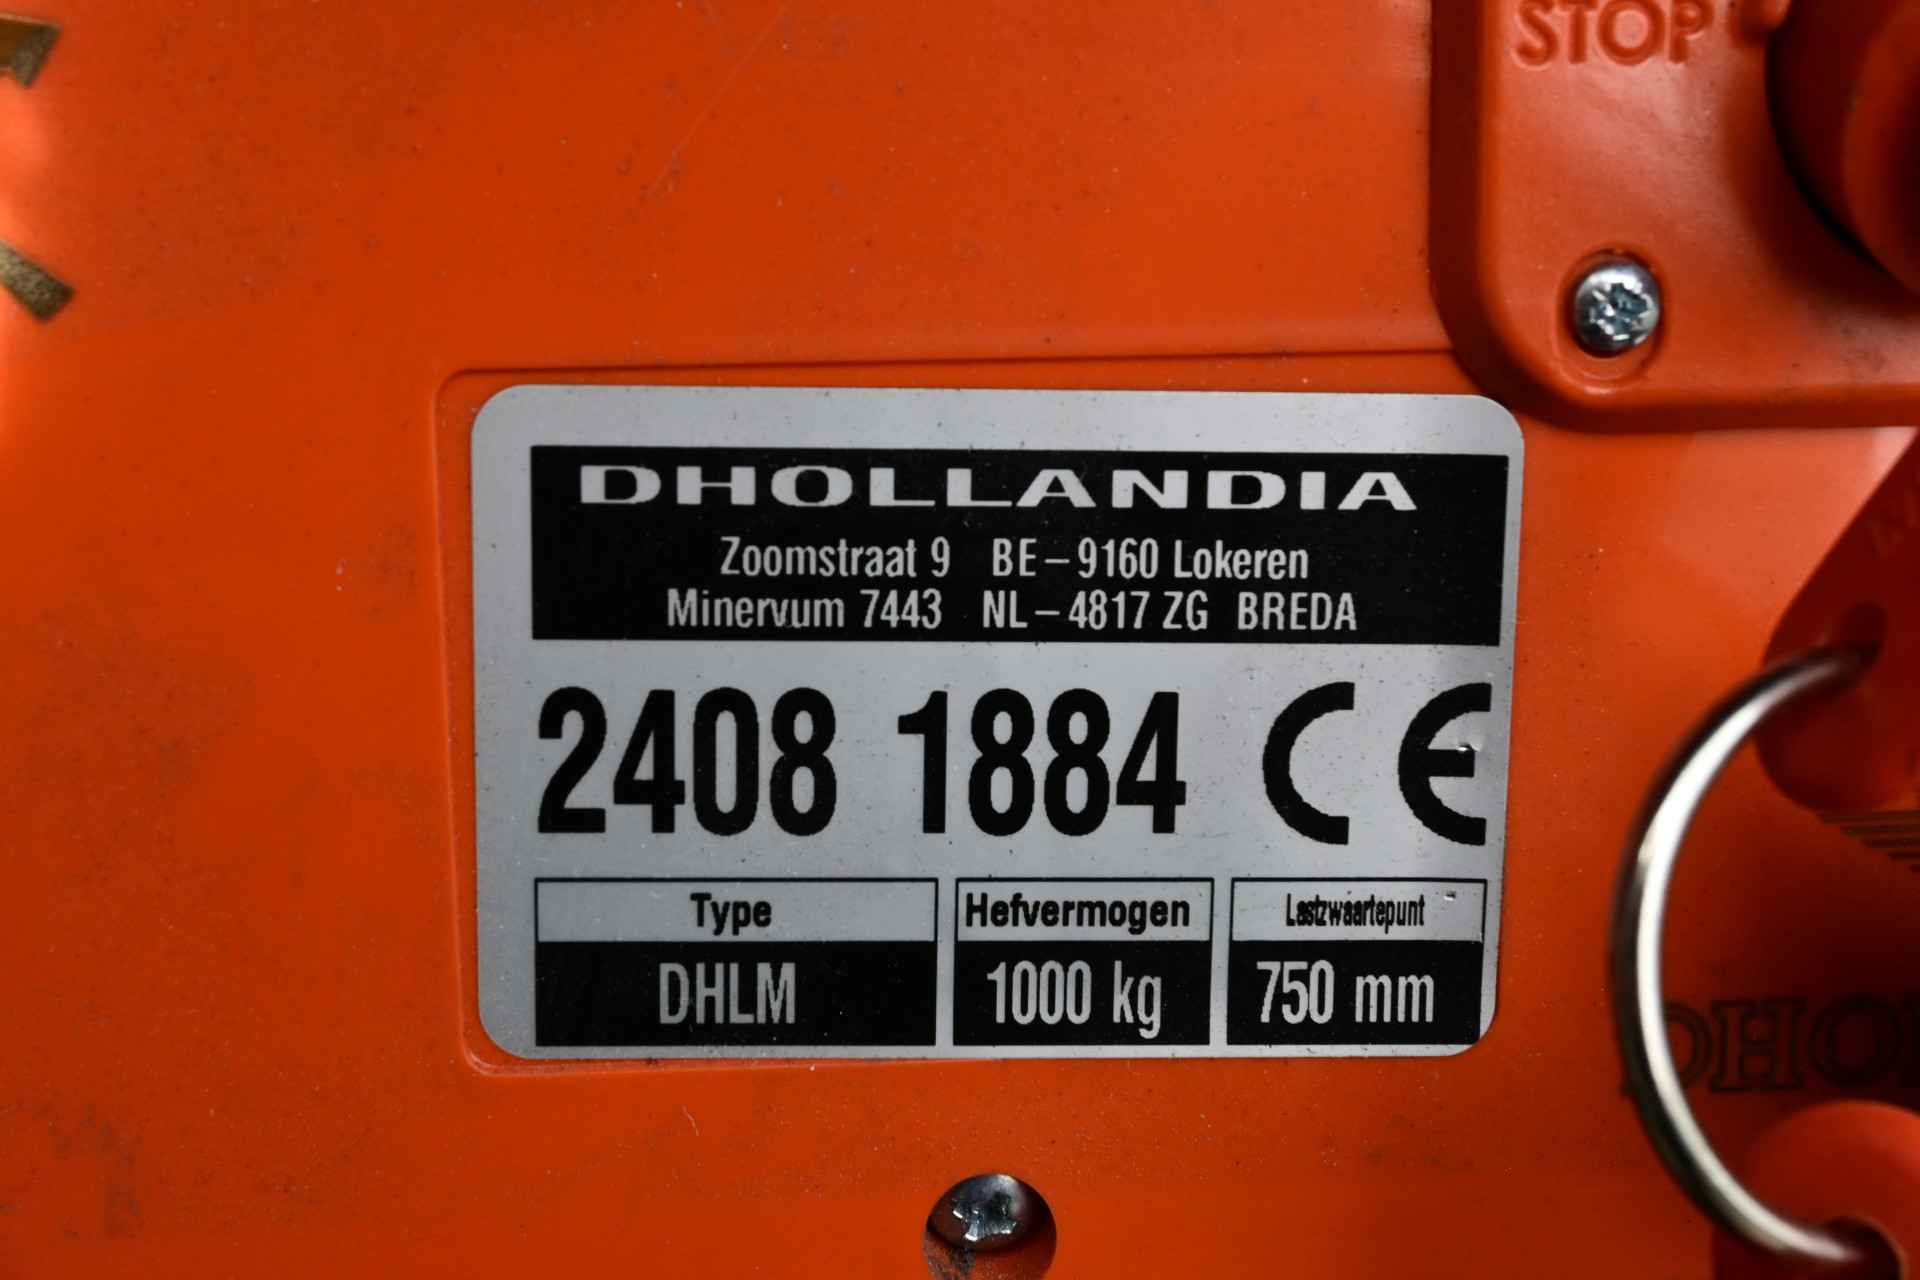 STOP
DHOLLANDIA
Zoomstraat 9 BE-9160 Lokeren
Minervum 7443 NL-4817 ZG BREDA
2408 1884 CE
Type Hefvermogen Lastzwaartepunt
DHLM 1000 kg 750 mm